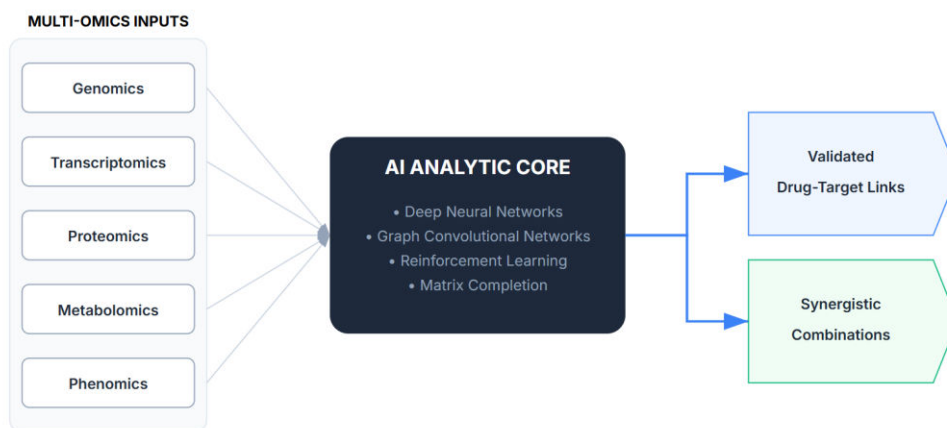 MULTI-OMICS INPUTS
Genomics
Transcriptomics
Proteomics
Metabolomics
Phenomics
AI ANALYTIC CORE
• Deep Neural Networks
• Graph Convolutional Networks
• Reinforcement Learning
• Matrix Completion
Validated
Drug-Target Links
Synergistic
Combinations